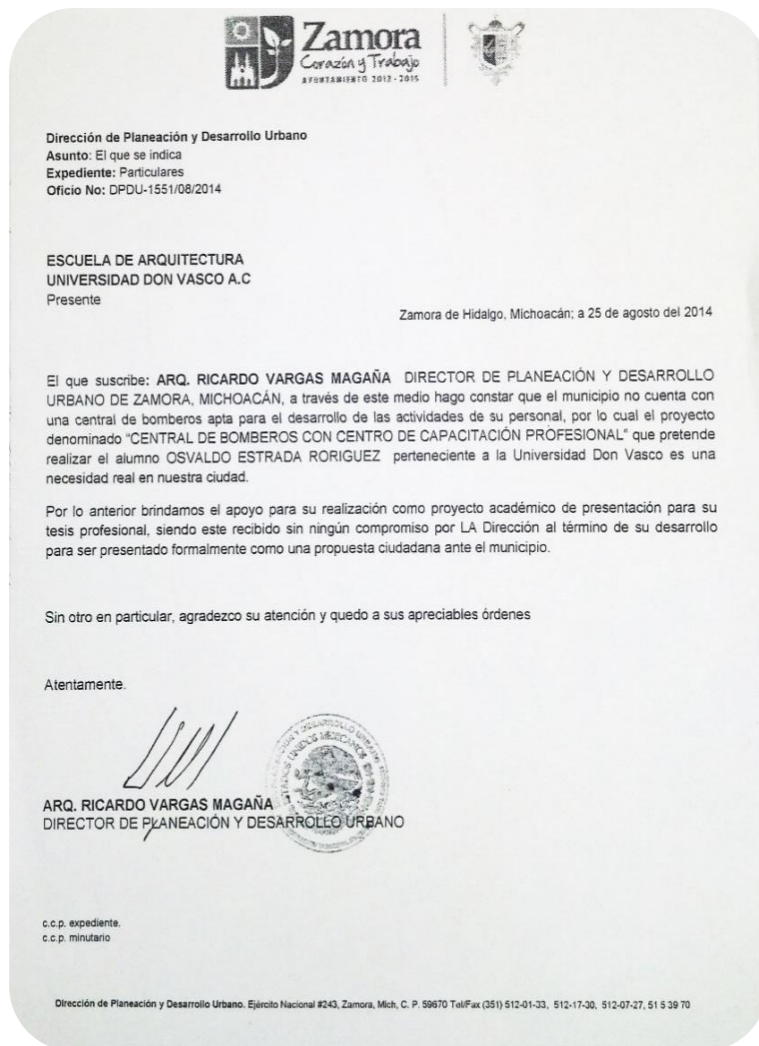 Zamora
Corazón y Trabajo
AYUNTAMIENTO 2012 - 2015
Dirección de Planeación y Desarrollo Urbano
Asunto: El que se indica
Expediente: Particulares
Oficio No: DPDU-1551/08/2014
ESCUELA DE ARQUITECTURA
UNIVERSIDAD DON VASCO A.C
Presente
Zamora de Hidalgo, Michoacán; a 25 de agosto del 2014
El que suscribe: ARQ. RICARDO VARGAS MAGAÑA DIRECTOR DE PLANEACIÓN Y DESARROLLO
URBANO DE ZAMORA, MICHOACÁN, a través de este medio hago constar que el municipio no cuenta con
una central de bomberos apta para el desarrollo de las actividades de su personal, por lo cual el proyecto
denominado "CENTRAL DE BOMBEROS CON CENTRO DE CAPACITACIÓN PROFESIONAL" que pretende
realizar el alumno OSVALDO ESTRADA RORIGUEZ perteneciente a la Universidad Don Vasco es una
necesidad real en nuestra ciudad.
Por lo anterior brindamos el apoyo para su realización como proyecto académico de presentación para su
tesis profesional, siendo este recibido sin ningún compromiso por LA Dirección al término de su desarrollo
para ser presentado formalmente como una propuesta ciudadana ante el municipio.
Sin otro en particular, agradezco su atención y quedo a sus apreciables órdenes
Atentamente.
ESTADOS UNIDOS MEXICANOS
ARQ. RICARDO VARGAS MAGAÑA
DIRECTOR DE PLANEACIÓN Y DESARROLLO URBANO
c.c.p. expediente.
c.c.p. minutario
Dirección de Planeación y Desarrollo Urbano. Ejército Nacional #243, Zamora, Mich, C. P. 59670 Tel/Fax (351) 512-01-33, 512-17-30, 512-07-27, 51 5 39 70